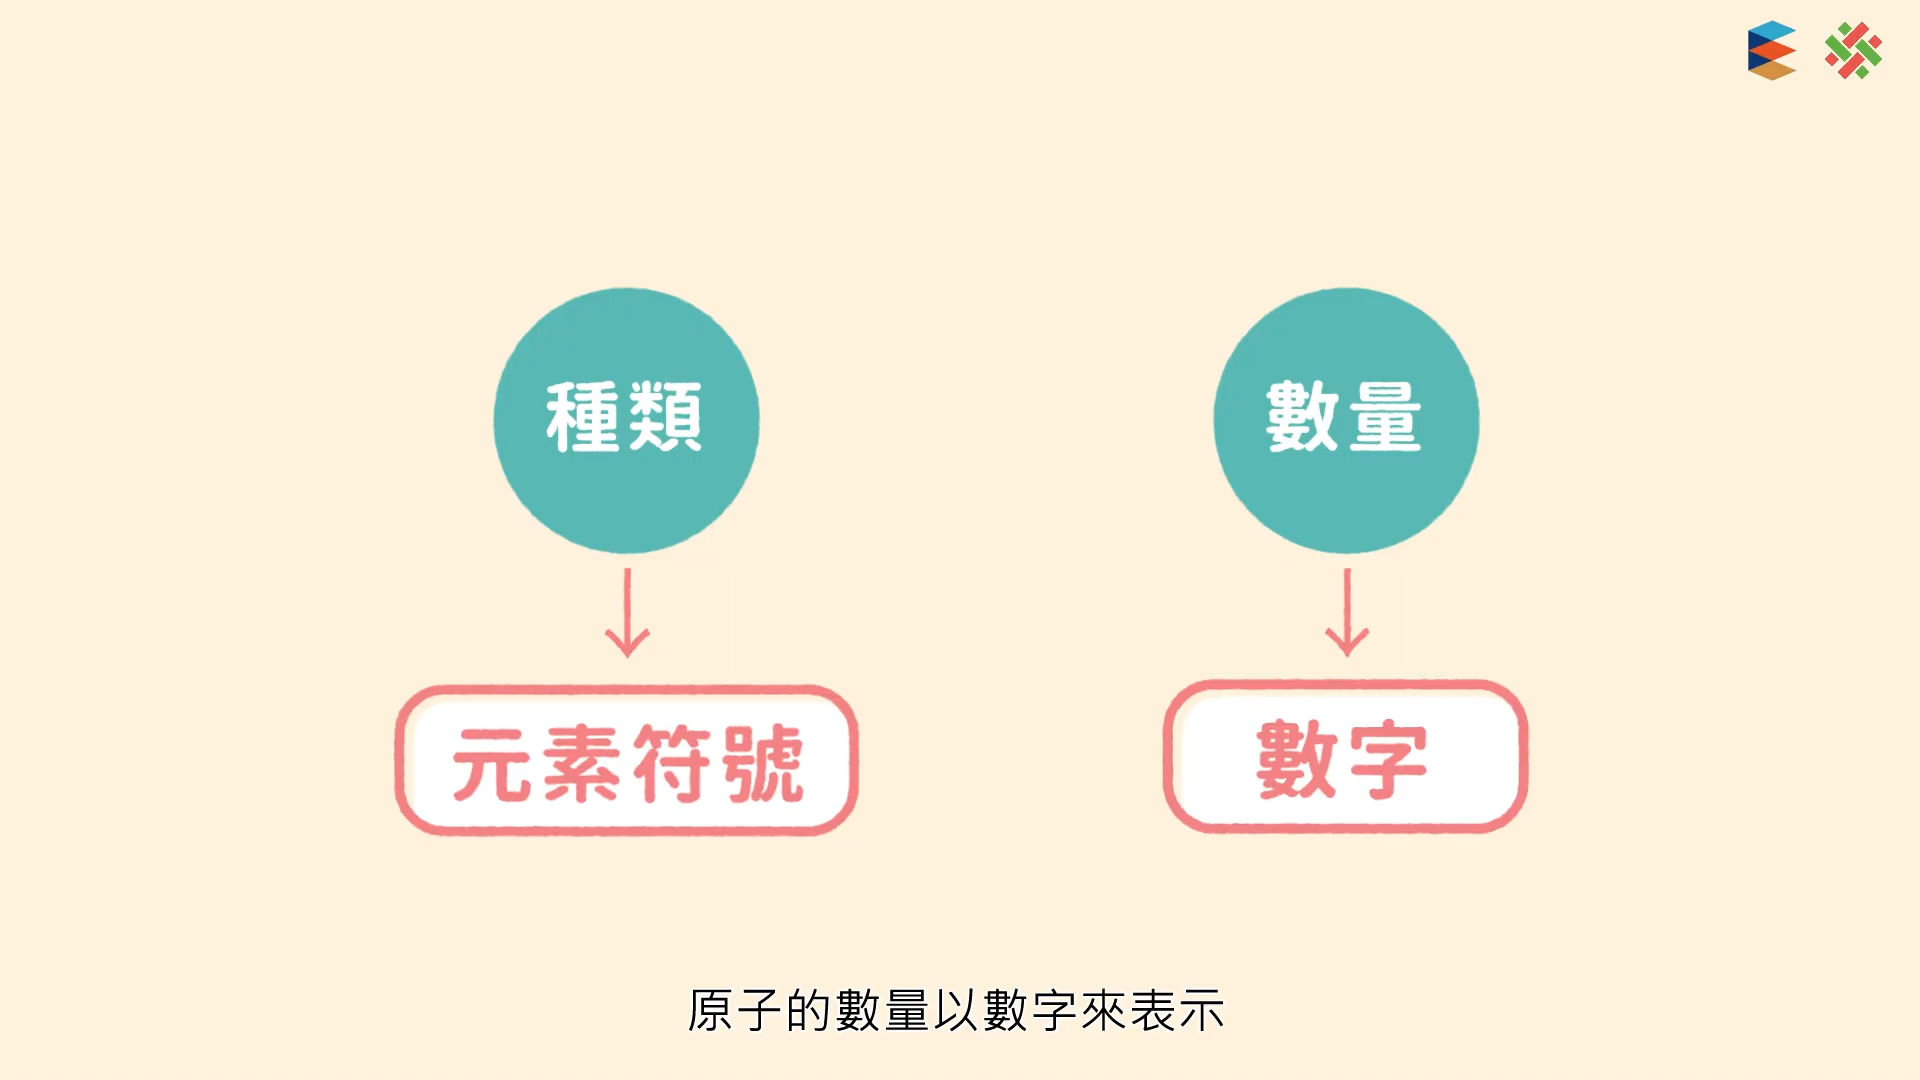 種類
數量
元素符號
數字
原子的數量以數字來表示